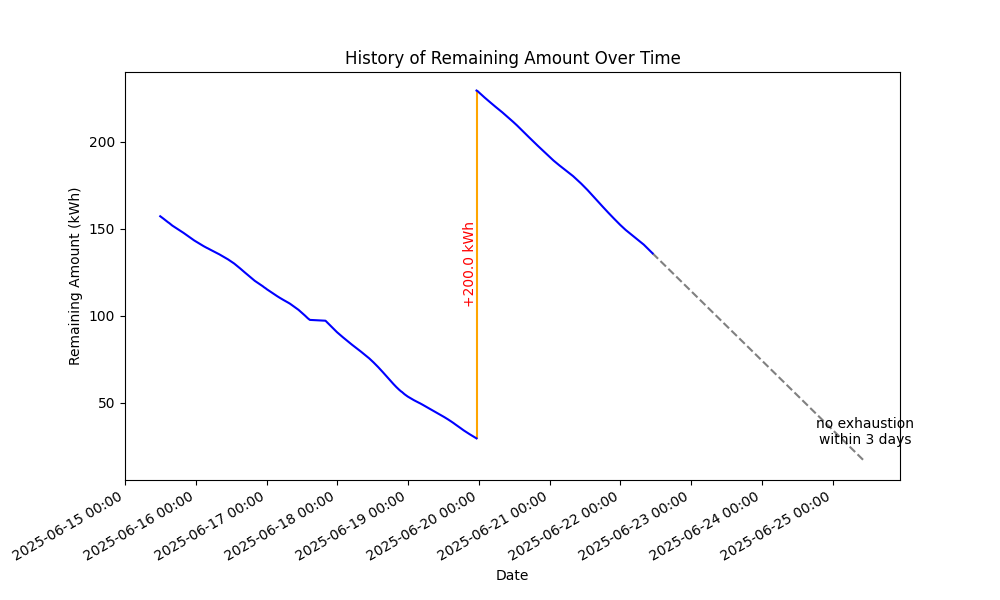 History of Remaining Amount Over Time
Remaining Amount (kWh)
200
150
100
50
+200.0 kWh
no exhaustion
within 3 days
2025-06-15 00:00
2025-06-16 00:00
2025-06-17 00:00
2025-06-18 00:00
2025-06-19 00:00
2025-06-20 00:00
2025-06-21 00:00
2025-06-22 00:00
2025-06-23 00:00
2025-06-24 00:00
2025-06-25 00:00
Date